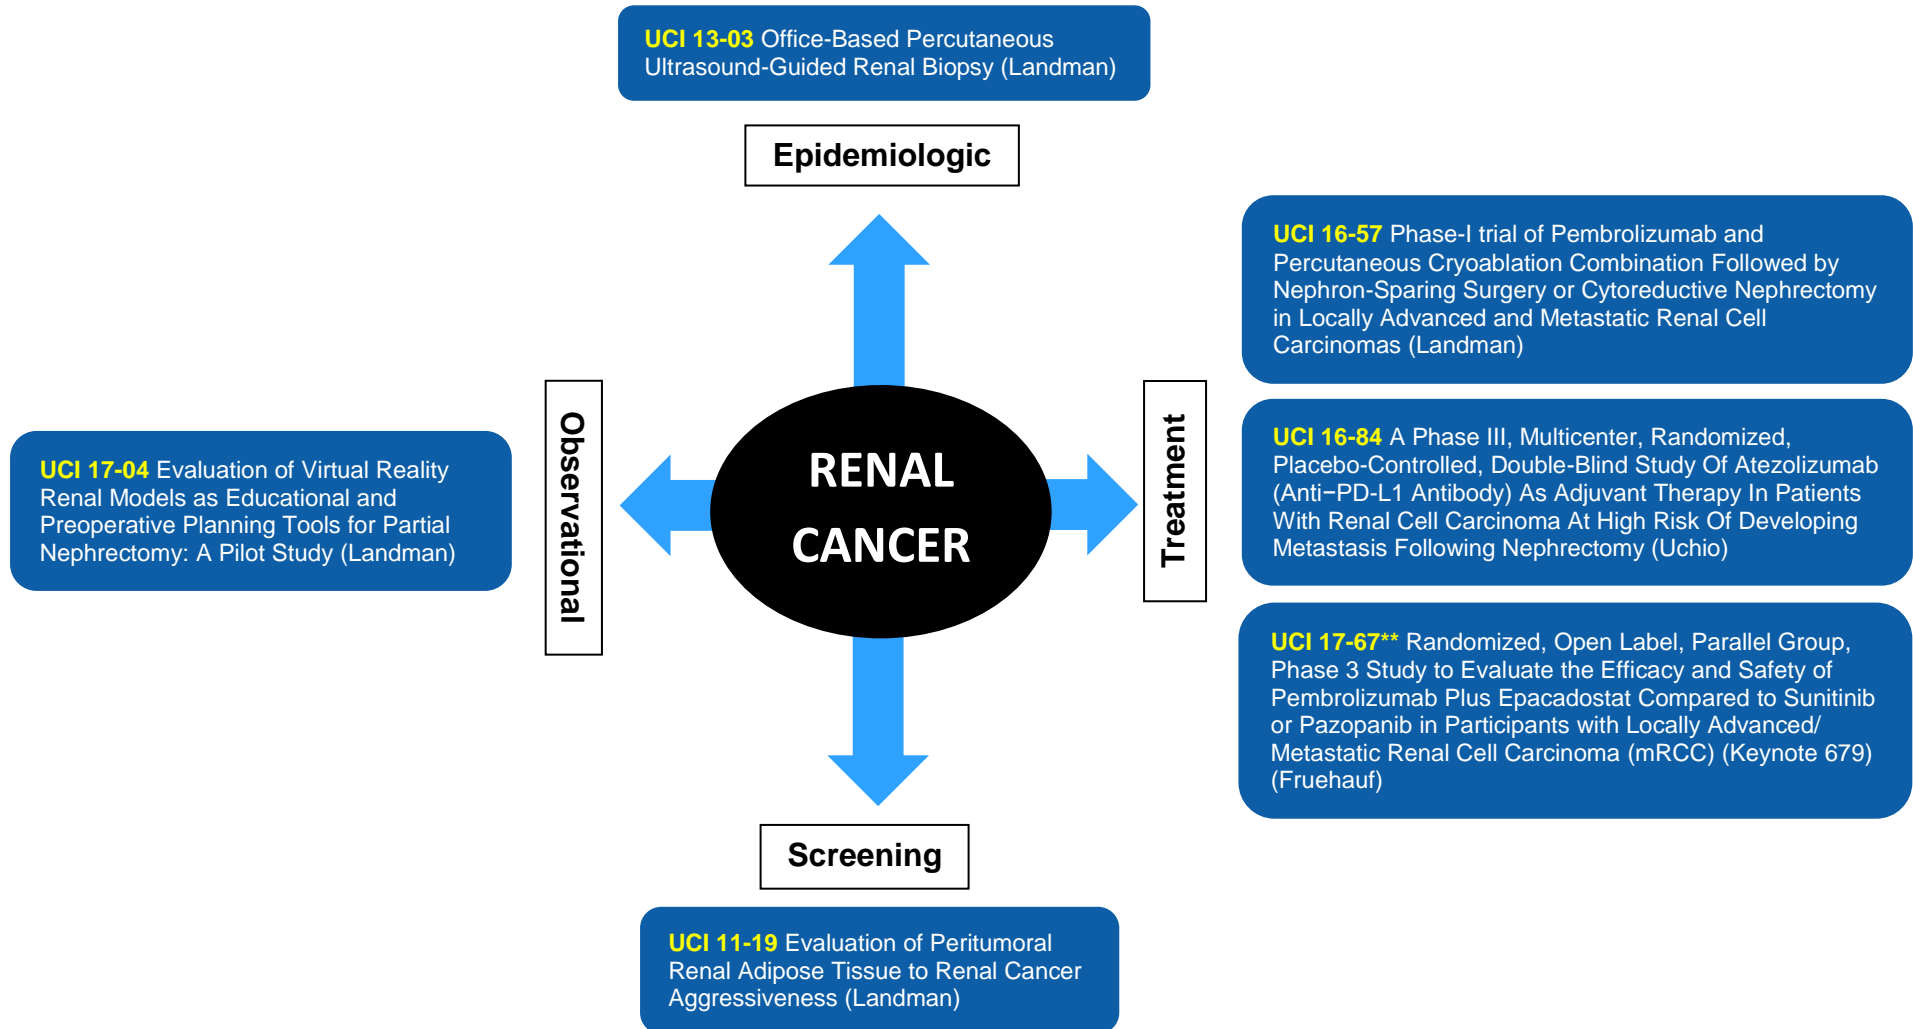 UCI 13-03 Office-Based Percutaneous
Ultrasound-Guided Renal Biopsy (Landman)
Epidemiologic
UCI 16-57 Phase-I trial of Pembrolizumab and
Percutaneous Cryoablation Combination Followed by
Nephron-Sparing Surgery or Cytoreductive Nephrectomy
in Locally Advanced and Metastatic Renal Cell
Carcinomas (Landman)
Observational
UCI 17-04 Evaluation of Virtual Reality
Renal Models as Educational and
Preoperative Planning Tools for Partial
Nephrectomy: A Pilot Study (Landman)
RENAL
CANCER
Treatment
UCI 16-84 A Phase III, Multicenter, Randomized,
Placebo-Controlled, Double-Blind Study Of Atezolizumab
(Anti−PD-L1 Antibody) As Adjuvant Therapy In Patients
With Renal Cell Carcinoma At High Risk Of Developing
Metastasis Following Nephrectomy (Uchio)
UCI 17-67** Randomized, Open Label, Parallel Group,
Phase 3 Study to Evaluate the Efficacy and Safety of
Pembrolizumab Plus Epacadostat Compared to Sunitinib
or Pazopanib in Participants with Locally Advanced/
Metastatic Renal Cell Carcinoma (mRCC) (Keynote 679)
(Fruehauf)
Screening
UCI 11-19 Evaluation of Peritumoral
Renal Adipose Tissue to Renal Cancer
Aggressiveness (Landman)